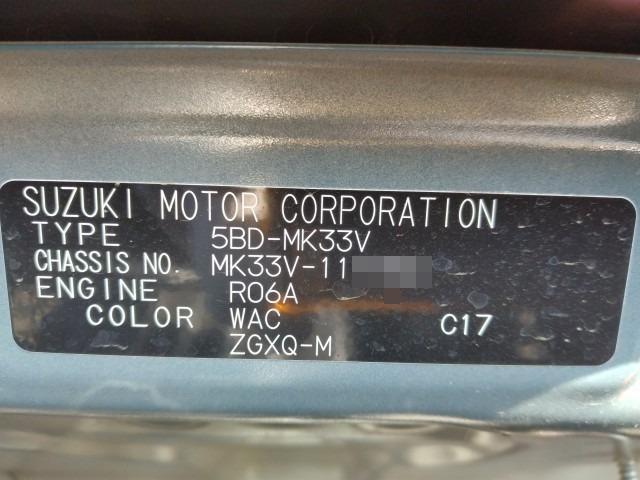 SUZUKI MOTOR CORPORATION
TYPE 5BD-MK33V
CHASSIS NO. MK33V-11
ENGINE R06A
COLOR WAC C17
ZGXQ-M